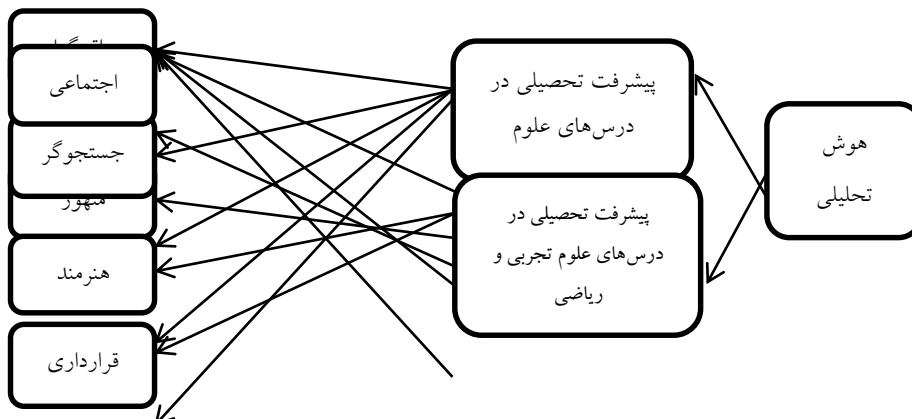 هوش
تحلیلی
پیشرفت تحصیلی در
درس‌های علوم
پیشرفت تحصیلی در
درس‌های علوم تجربی و
ریاضی
اجتماعی
جستجوگر
هنرمند
قرارداری